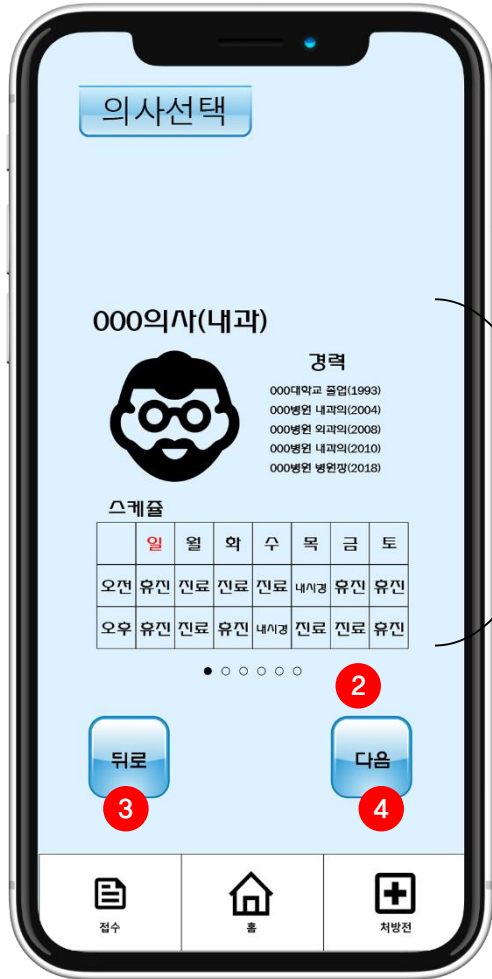 의사선택
000의사(내과)
경력
000대학교 졸업(1993)
000병원 내과의(2004)
000병원 외과의(2008)
000병원 내과의(2010)
000병원 병원장(2018)
스케쥴
일 월 화 수 목 금 토
오전 휴진 진료 진료 진료 내시경 휴진 휴진
오후 휴진 진료 휴진 내시경 진료 진료 휴진
2
뒤로 다음
3 4
접수 홈 처방전